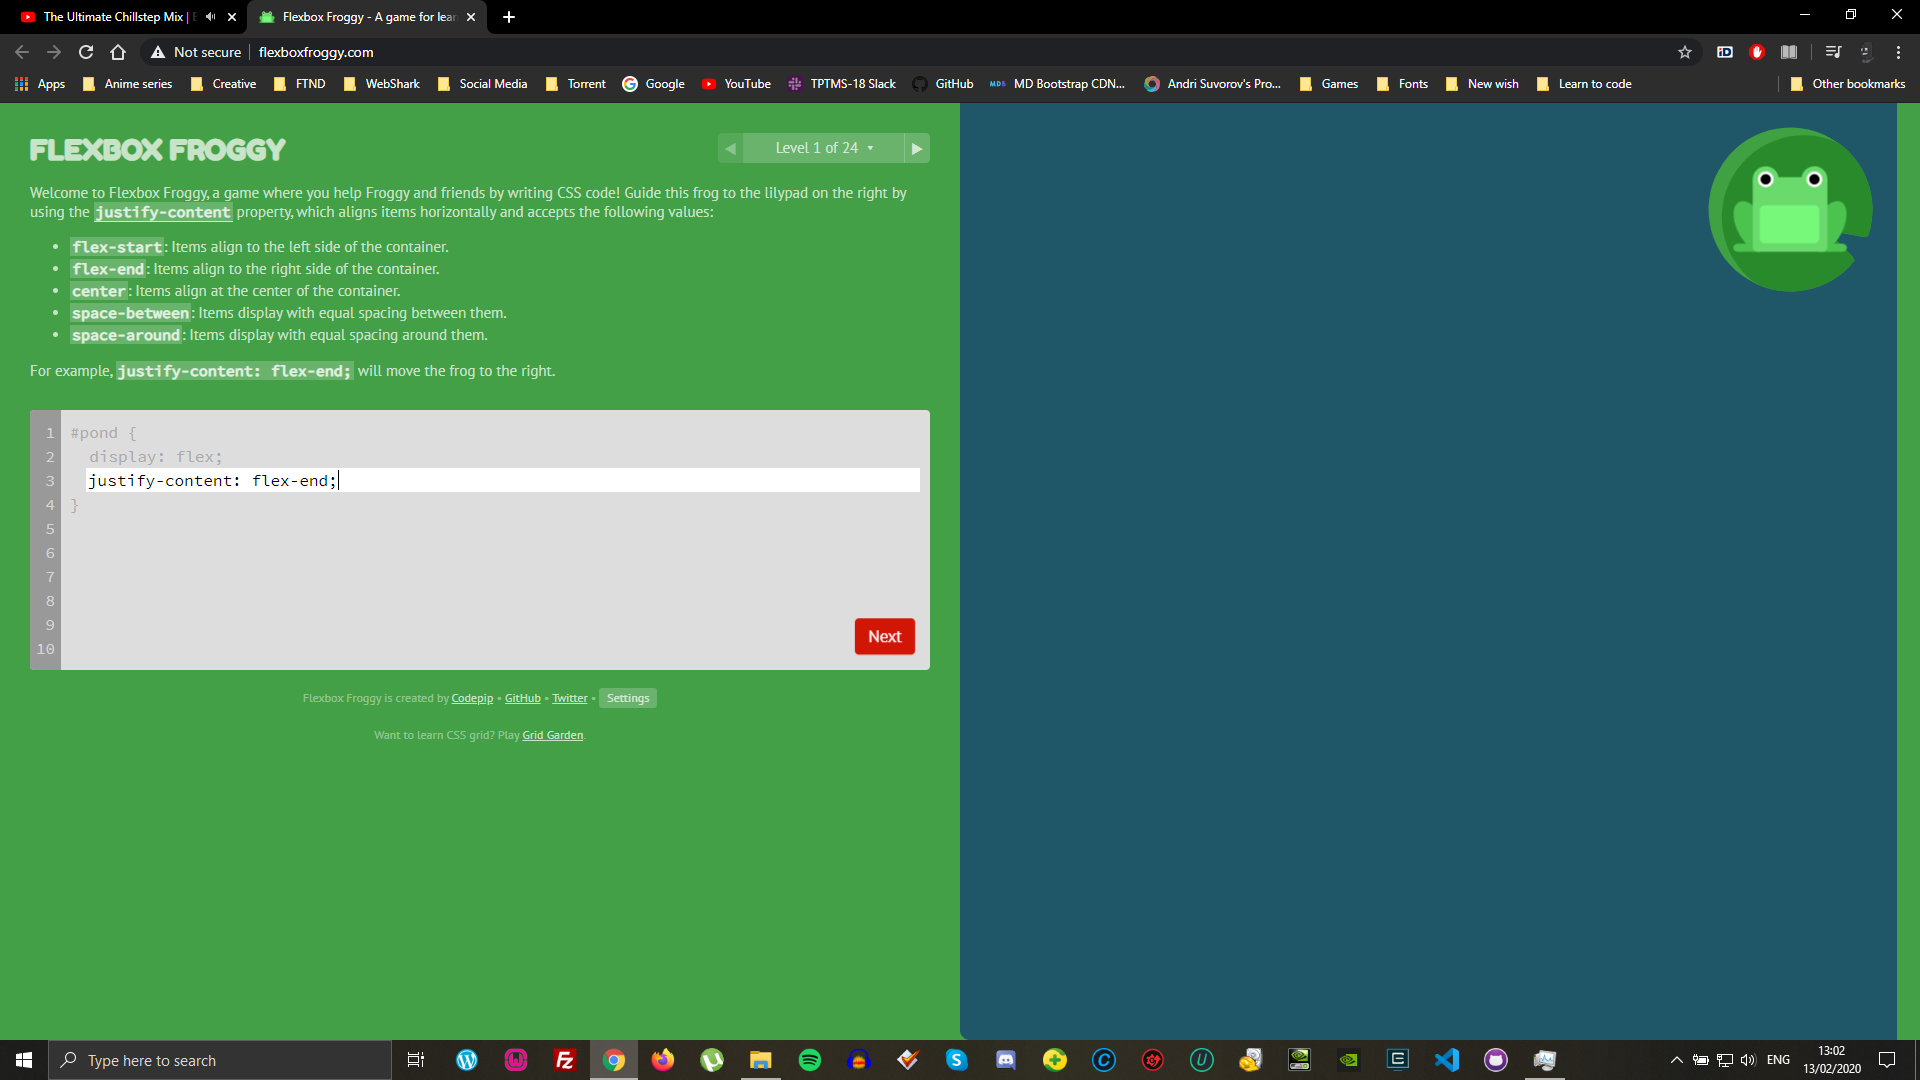 The Ultimate Chillstep Mix |
Flexbox Froggy - A game for lear
Not secure
flexboxfroggy.com
Apps
Anime series
Creative
FTND
WebShark
Social Media
Torrent
Google
YouTube
TPTMS-18 Slack
GitHub
MD Bootstrap CDN...
Andri Suvorov's Pro...
Games
Fonts
New wish
Learn to code
Other bookmarks
FLEXBOX FROGGY
Level 1 of 24
Welcome to Flexbox Froggy, a game where you help Froggy and friends by writing CSS code! Guide this frog to the lilypad on the right by
using the justify-content property, which aligns items horizontally and accepts the following values:
• flex-start: Items align to the left side of the container.
• flex-end: Items align to the right side of the container.
• center: Items align at the center of the container.
• space-between: Items display with equal spacing between them.
• space-around: Items display with equal spacing around them.
For example, justify-content: flex-end; will move the frog to the right.
1 #pond {
2 display: flex;
3 justify-content: flex-end;
4 }
5
6
7
8
9
10
Next
Flexbox Froggy is created by Codepip • GitHub • Twitter • Settings
Want to learn CSS grid? Play Grid Garden.
Type here to search
ENG
13:02
13/02/2020